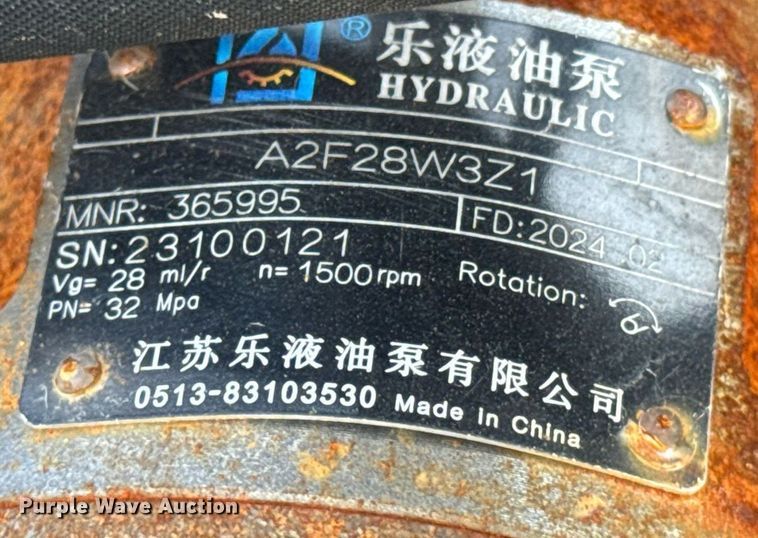 ® 乐液油泵
HYDRAULIC
A2F28W3Z1
MNR: 365995 FD:2024.02
SN:23100121
Vg= 28 ml/r n= 1500rpm Rotation:
PN= 32 Mpa
江苏乐液油泵有限公司
0513-83103530 Made in China
Purple Wave Auction